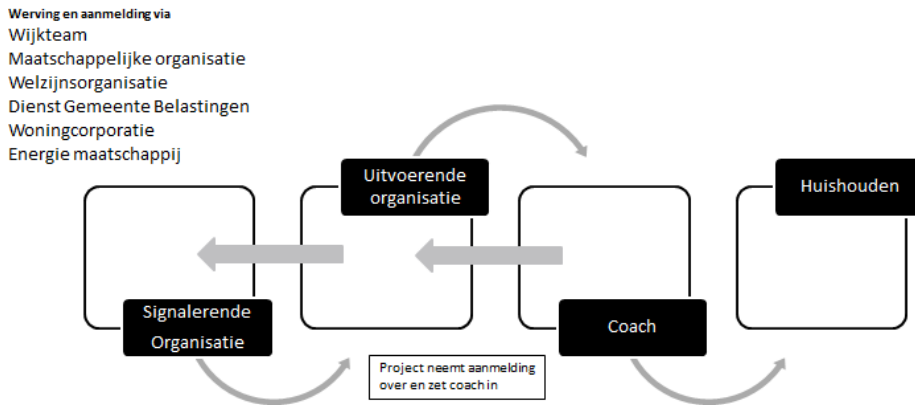 Werving en aanmelding via
Wijkteam
Maatschappelijke organisatie
Welzijnsorganisatie
Dienst Gemeente Belastingen
Woningcorporatie
Energie maatschappij
Uitvoerende
organisatie
Huishouden
Signalerende
Organisatie
Coach
Project neemt aanmelding
over en zet coach in